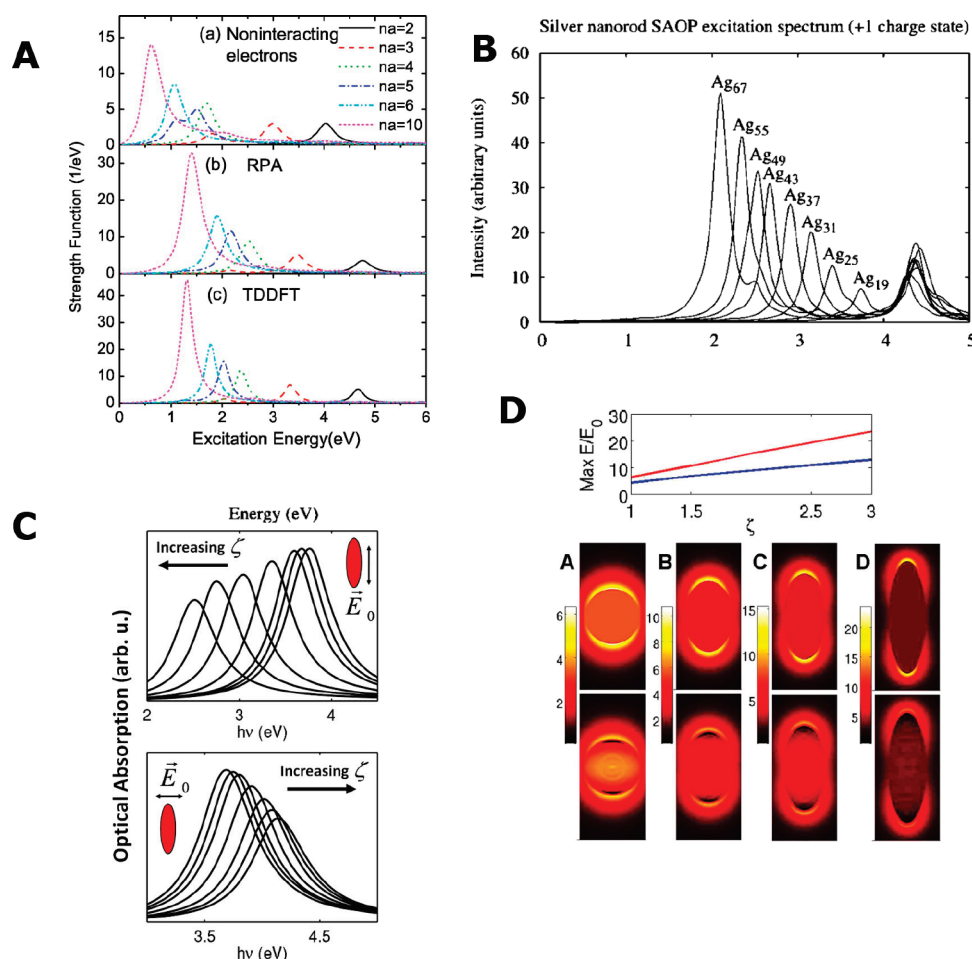 A
(a) Noninteracting
electrons
na=2
na=3
na=4
na=5
na=6
na=10
15
10
5
0
(b) RPA
30
20
10
0
(c) TDDFT
45
30
15
0
0 1 2 3 4 5 6
Strength Function (1/eV)
Excitation Energy(eV)
B
Silver nanorod SAOP excitation spectrum (+1 charge state)
60
50
40
30
20
10
0
Intensity (arbitrary units)
Ag67
Ag55
Ag49
Ag43
Ag37
Ag31
Ag25
Ag19
0 1 2 3 4 5
C
Energy (eV)
Increasing ζ
E⃗ 0
2 3 4
hν (eV)
E⃗ 0
Increasing ζ
3.5 4.5
hν (eV)
Optical Absorption (arb. u.)
D
30
20
10
0
Max E/E0
1 1.5 2 2.5 3
ζ
A
6
4
2
B
10
8
6
4
2
C
15
10
5
D
20
15
10
5